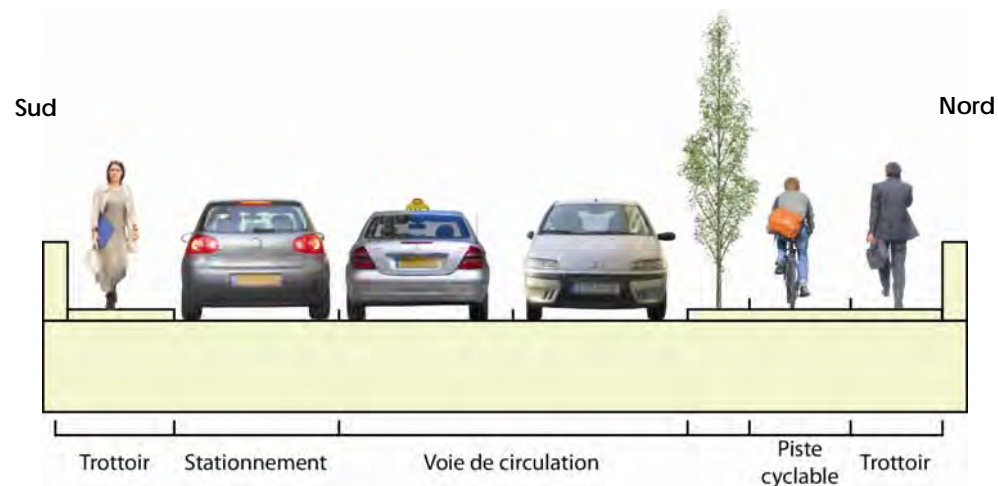 Sud
Nord
Trottoir
Stationnement
Voie de circulation
Piste
cyclable
Trottoir